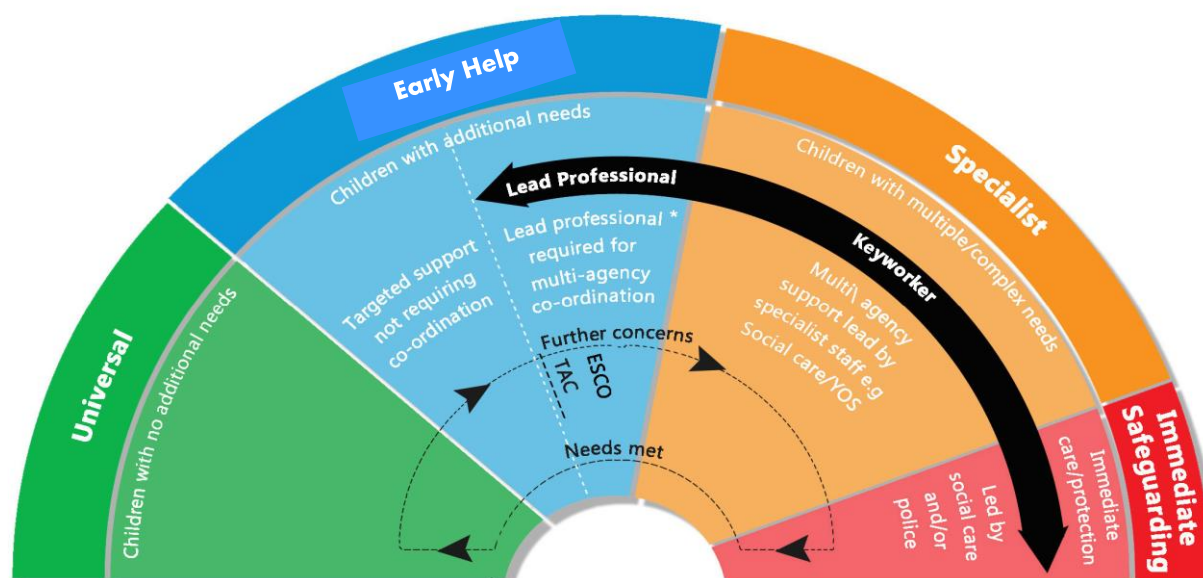 Universal
Children with no additional needs
Early Help
Children with additional needs
Targeted support
not requiring
co-ordination
Lead Professional
Lead professional *
required for
multi-agency
co-ordination
Further concerns
TAC
ESCO
Needs met
Specialist
Children with multiple/complex needs
Keyworker
Multi\ agency
support lead by
specialist staff e.g
Social care/YOS
Immediate
Safeguarding
Immediate
care/protection
Led by
social care
and/or
police